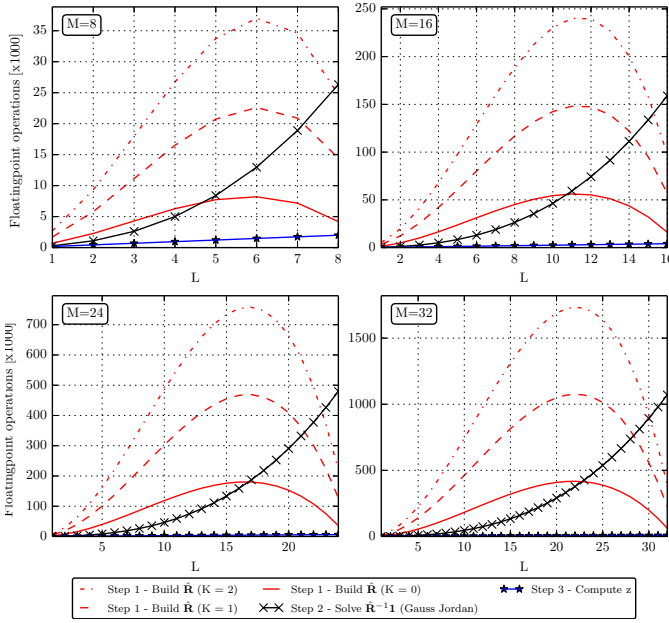 M=8
Floatingpoint operations [x1000]
35
30
25
20
15
10
5
0
1 2 3 4 5 6 7 8
L
M=16
250
200
150
100
50
0
2 4 6 8 10 12 14 16
L
M=24
Floatingpoint operations [x1000]
700
600
500
400
300
200
100
0
5 10 15 20
L
M=32
1500
1000
500
0
5 10 15 20 25 30
L
Step 1 - Build R̂ (K = 2)
Step 1 - Build R̂ (K = 1)
Step 1 - Build R̂ (K = 0)
Step 2 - Solve R̂⁻¹1 (Gauss Jordan)
Step 3 - Compute z